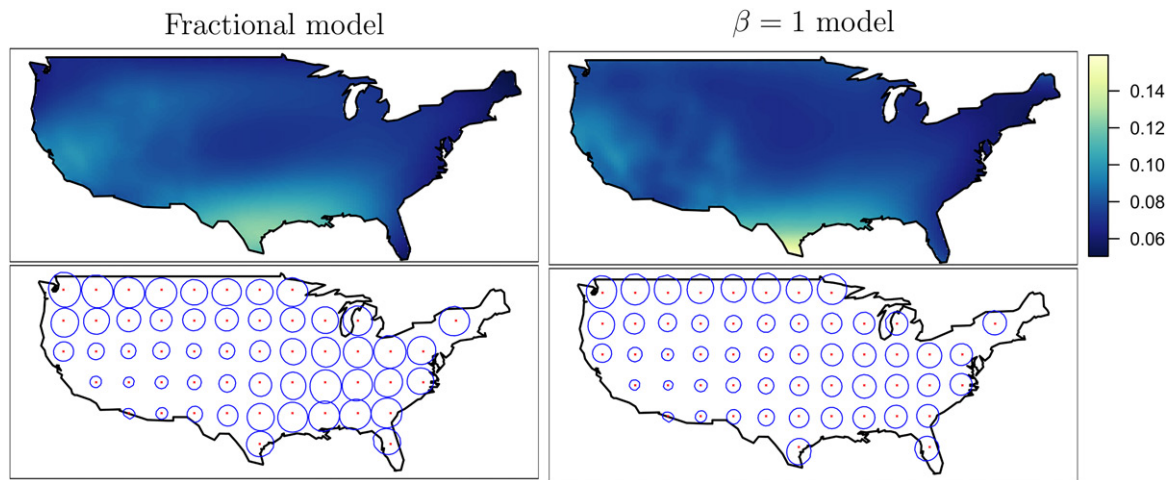 Fractional model
β = 1 model
0.14
0.12
0.10
0.08
0.06